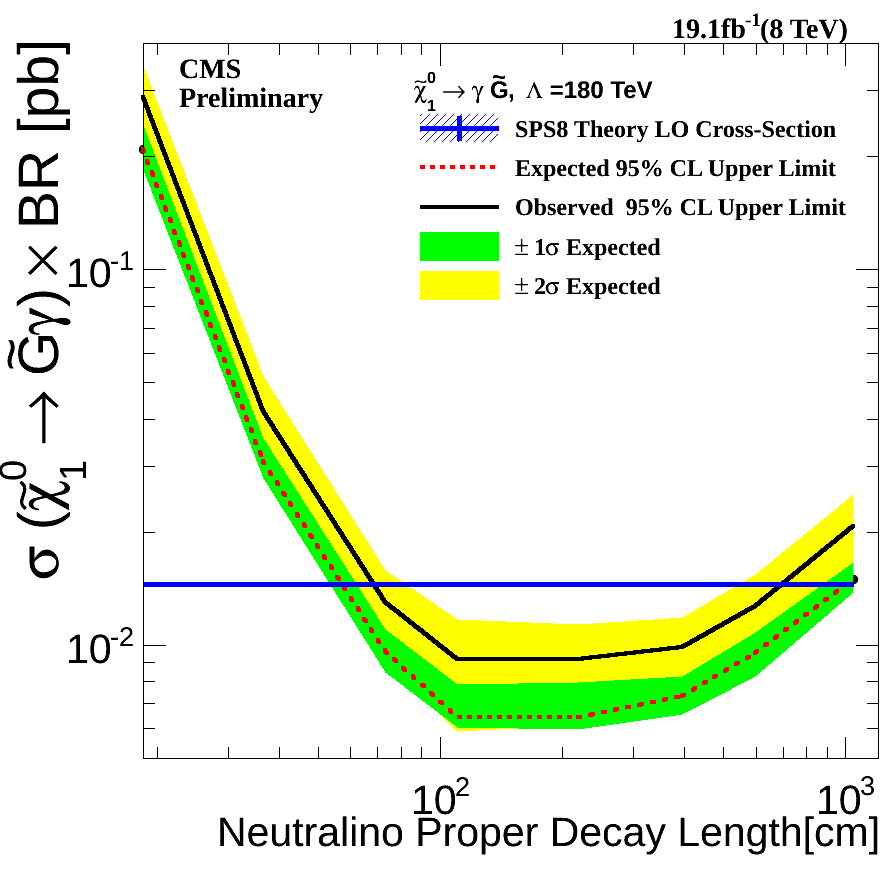 19.1fb⁻¹(8 TeV)
CMS
Preliminary
χ̃⁰₁ → γ G̃, Λ =180 TeV
SPS8 Theory LO Cross-Section
Expected 95% CL Upper Limit
Observed 95% CL Upper Limit
± 1σ Expected
± 2σ Expected
σ (χ̃⁰₁ → G̃γ) × BR [pb]
10⁻¹
10⁻²
10² 10³
Neutralino Proper Decay Length[cm]